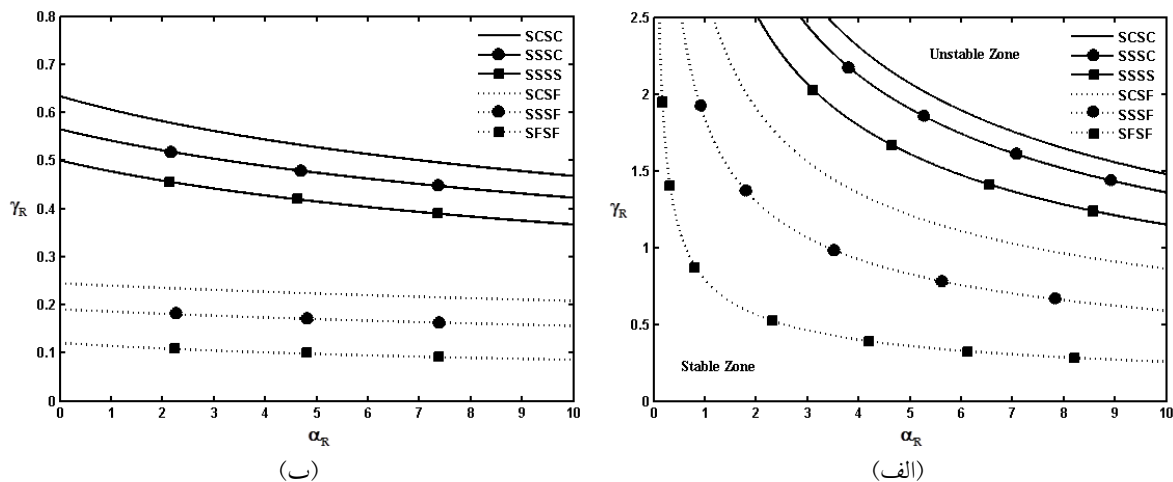 0.8
0.7
0.6
0.5
γR
0.4
0.3
0.2
0.1
0
0 1 2 3 4 5 6 7 8 9 10
αR
SCSC
SSSC
SSSS
SCSF
SSSF
SFSF
(ب)
2.5
2
1.5
γR
1
0.5
0
0 1 2 3 4 5 6 7 8 9 10
αR
Unstable Zone
SCSC
SSSC
SSSS
SCSF
SSSF
SFSF
Stable Zone
(الف)